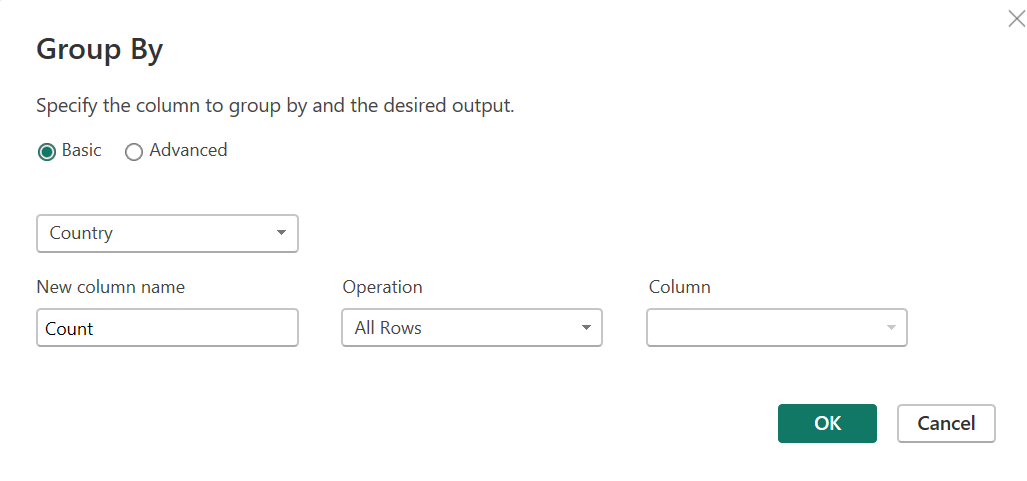 Group By
Specify the column to group by and the desired output.
Basic Advanced
Country
New column name Operation Column
Count All Rows
OK Cancel